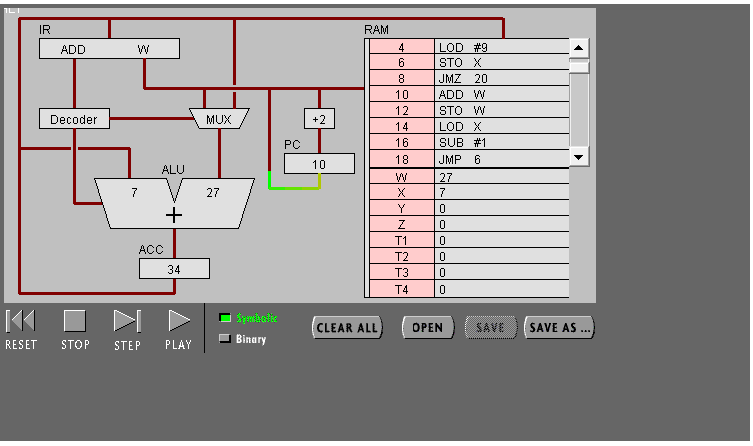 IR
RAM
ADD W
4 LOD #9
6 STO X
8 JMZ 20
10 ADD W
12 STO W
14 LOD X
16 SUB #1
18 JMP 6
Decoder
MUX
+2
PC
10
ALU
7 27
+
W 27
X 7
Y 0
Z 0
T1 0
T2 0
T3 0
T4 0
ACC
34
RESET
STOP
STEP
PLAY
Symbolic
Binary
CLEAR ALL
OPEN
SAVE
SAVE AS ...